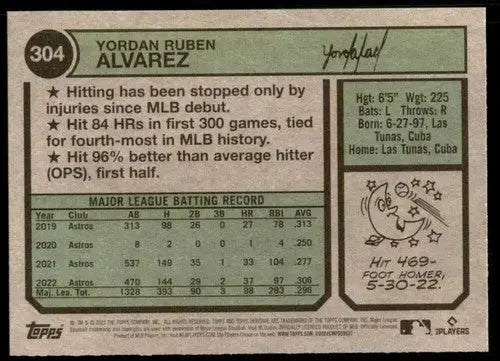 304
YORDAN RUBEN
ALVAREZ
★ Hitting has been stopped only by
injuries since MLB debut.
★ Hit 84 HRs in first 300 games, tied
for fourth-most in MLB history.
★ Hit 96% better than average hitter
(OPS), first half.
Hgt: 6'5" Wgt: 225
Bats: L Throws: R
Born: 6-27-97, Las
Tunas, Cuba
Home: Las Tunas, Cuba
MAJOR LEAGUE BATTING RECORD
Year Club AB H 2B 3B HR RBI AVG
2019 Astros 313 98 26 0 27 78 .313
2020 Astros 8 2 0 0 1 4 .250
2021 Astros 537 149 35 1 33 104 .277
2022 Astros 470 144 29 2 37 97 .306
Maj. Lea. Tot. 1328 393 90 3 98 283 .296
HIT 469-
FOOT HOMER,
5-30-22.
TOPPS
MLB
PLAYERS